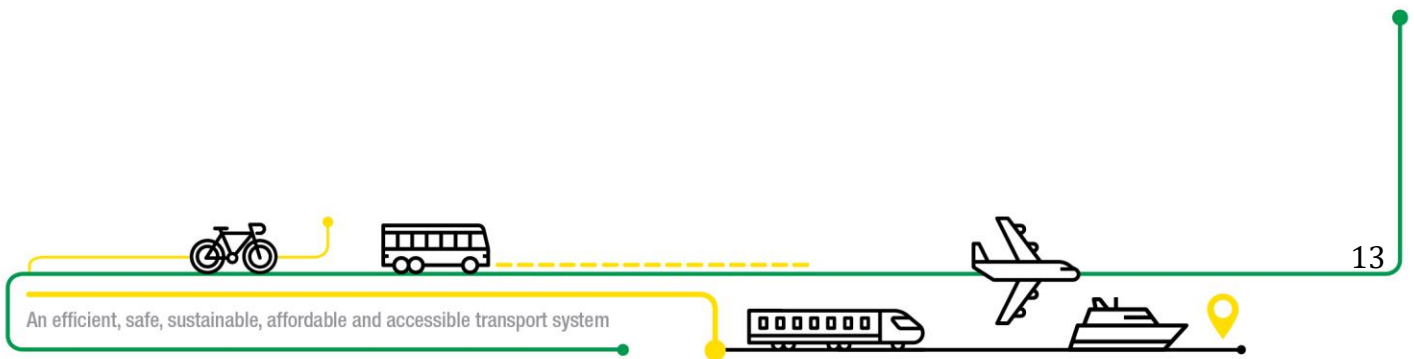 13
An efficient, safe, sustainable, affordable and accessible transport system